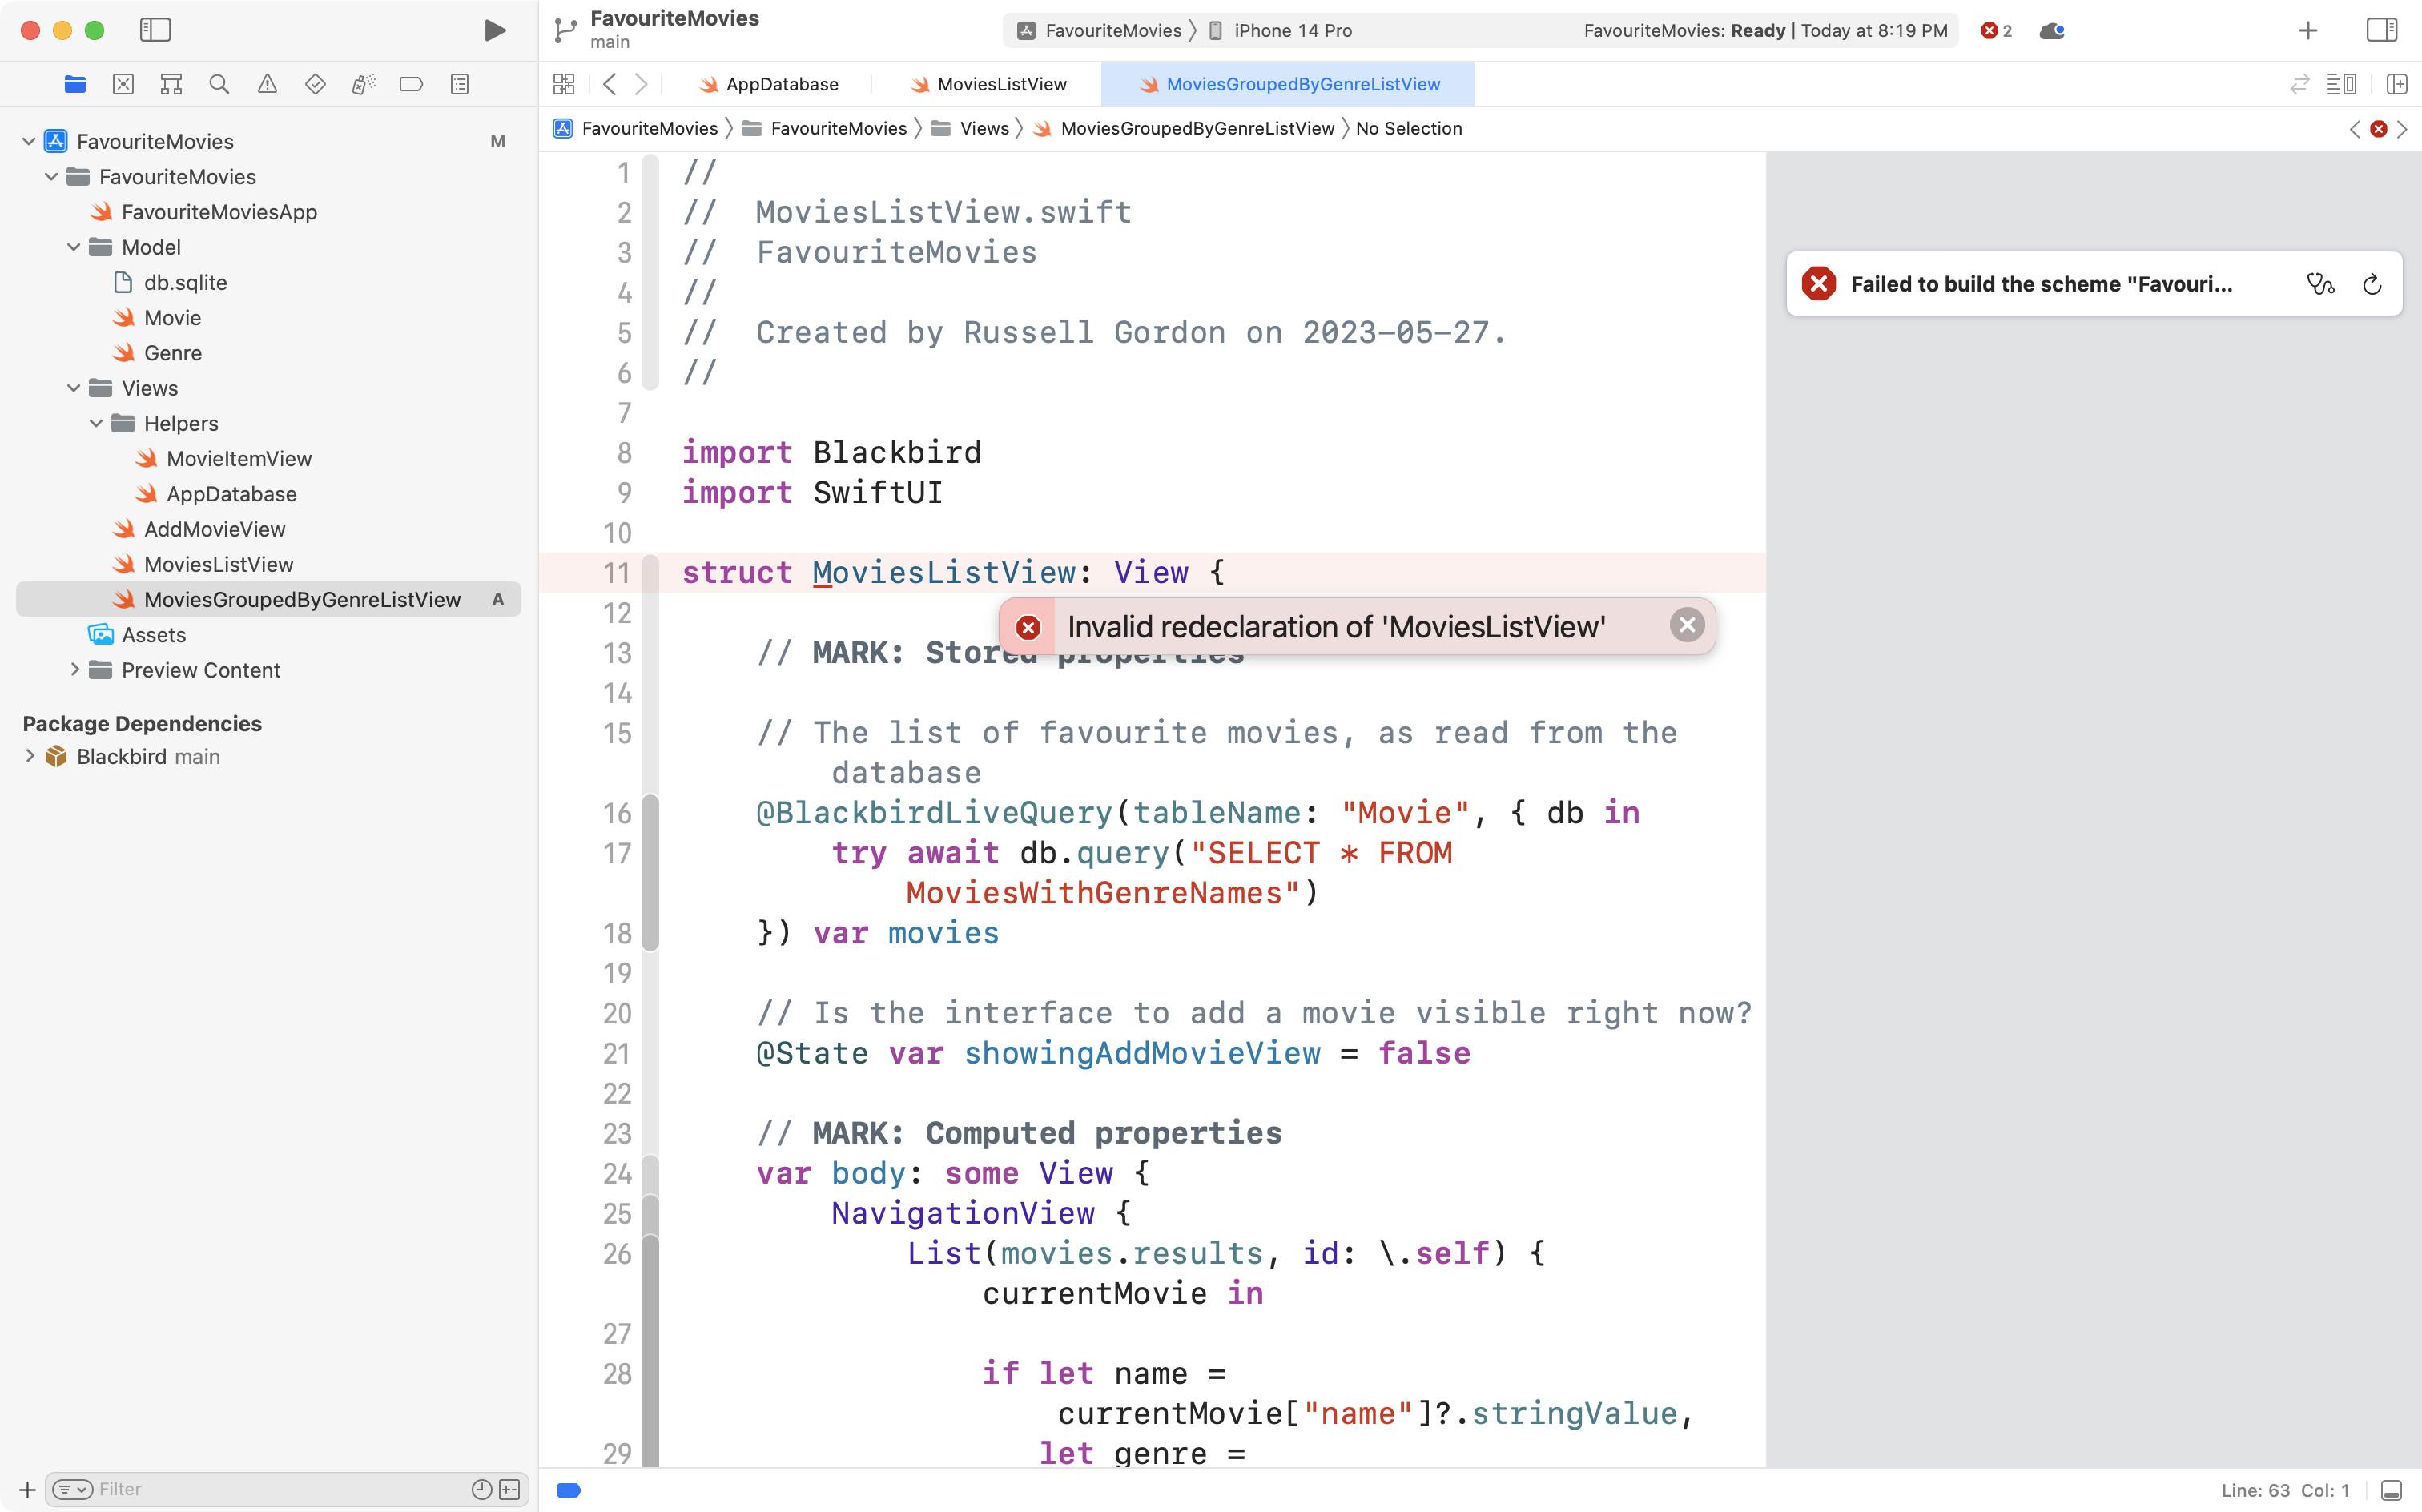 FavouriteMovies
main
FavouriteMovies
iPhone 14 Pro
FavouriteMovies: Ready | Today at 8:19 PM
2
AppDatabase
MoviesListView
MoviesGroupedByGenreListView
FavouriteMovies
FavouriteMovies
Views
MoviesGroupedByGenreListView
No Selection
FavouriteMovies M
FavouriteMovies
FavouriteMoviesApp
Model
db.sqlite
Movie
Genre
Views
Helpers
MovieItemView
AppDatabase
AddMovieView
MoviesListView
MoviesGroupedByGenreListView A
Assets
Preview Content
Package Dependencies
Blackbird main
Filter
1 //
2 //  MoviesListView.swift
3 //  FavouriteMovies
4 //
5 //  Created by Russell Gordon on 2023-05-27.
6 //
7
8 import Blackbird
9 import SwiftUI
10
11 struct MoviesListView: View {
Invalid redeclaration of 'MoviesListView'
12
13 // MARK: Stored properties
14
15 // The list of favourite movies, as read from the
database
16 @BlackbirdLiveQuery(tableName: "Movie", { db in
17 try await db.query("SELECT * FROM
MoviesWithGenreNames")
18 }) var movies
19
20 // Is the interface to add a movie visible right now?
21 @State var showingAddMovieView = false
22
23 // MARK: Computed properties
24 var body: some View {
25 NavigationView {
26 List(movies.results, id: \.self) {
currentMovie in
27
28 if let name =
currentMovie["name"]?.stringValue,
29 let genre =
Failed to build the scheme "Favouri...
Line: 63 Col: 1